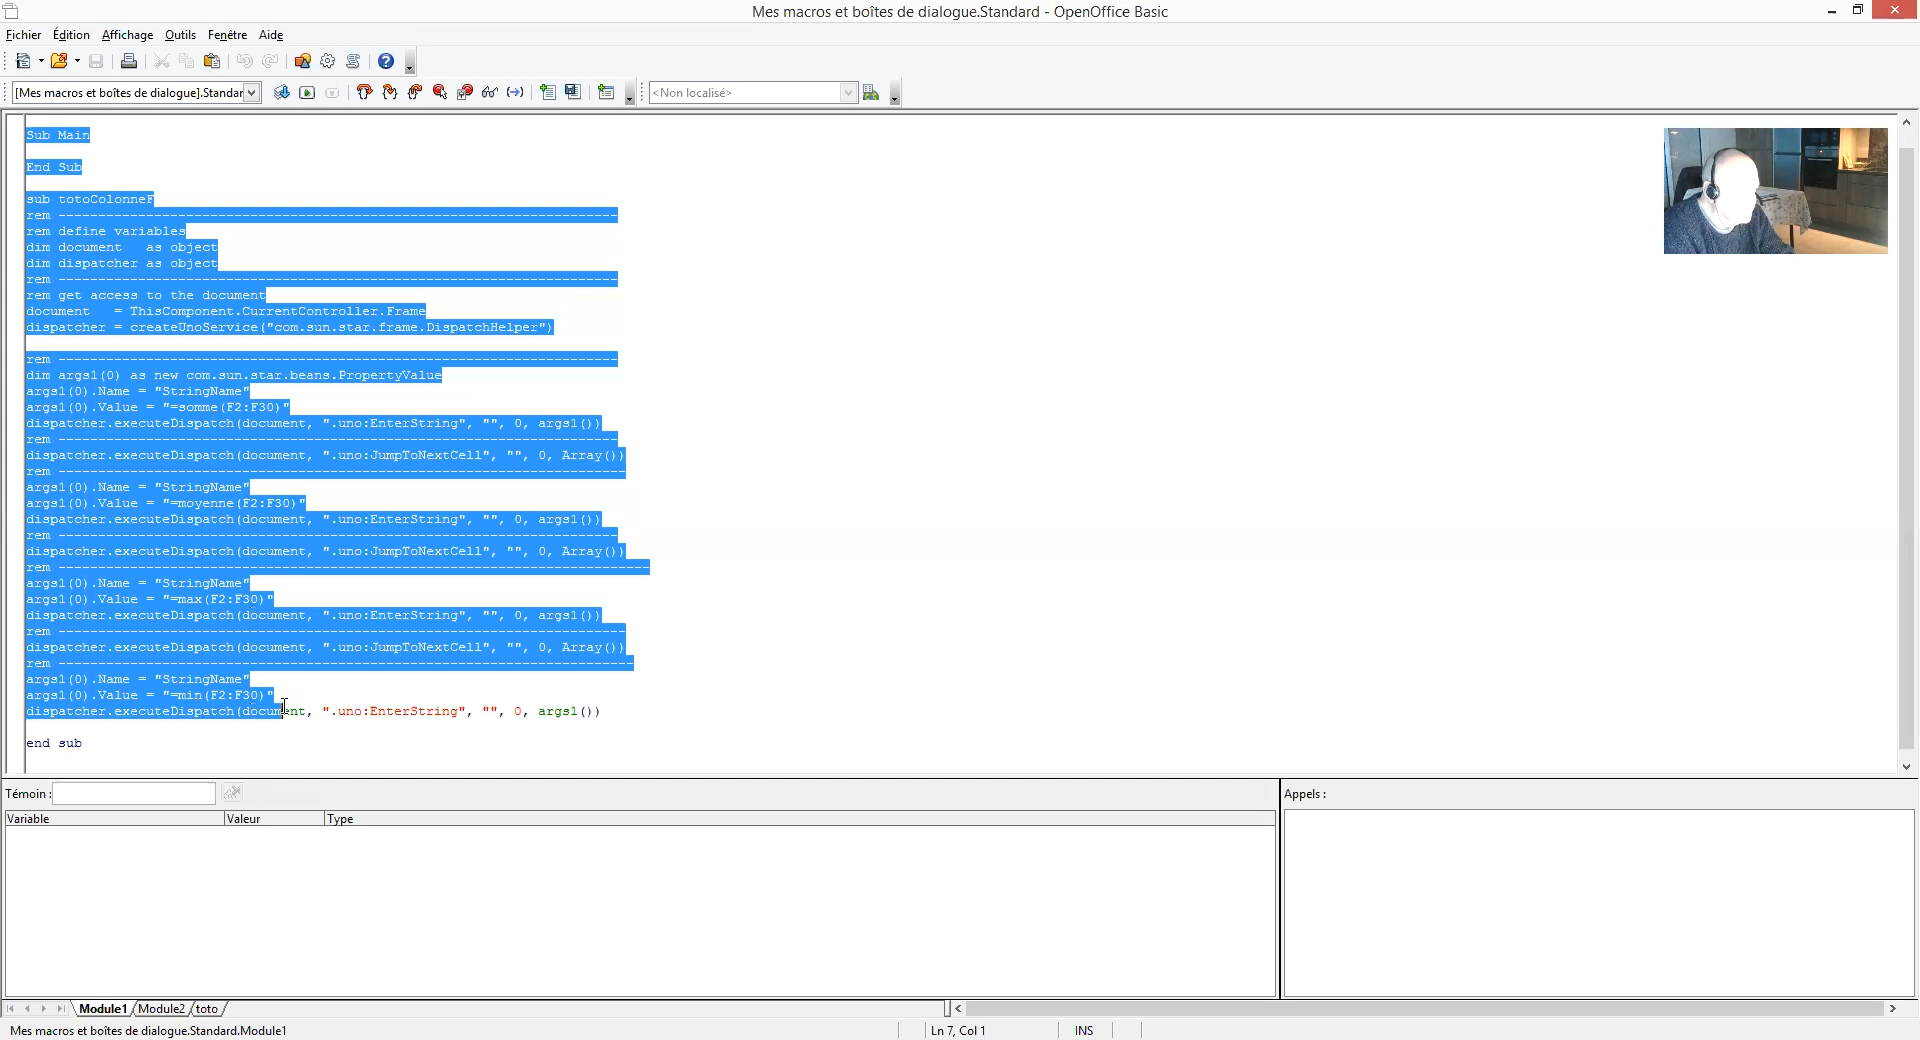 Mes macros et boîtes de dialogue.Standard - OpenOffice Basic
Fichier Édition Affichage Outils Fenêtre Aide
[Mes macros et boîtes de dialogue].Standar <Non localisé>
Sub Main
End Sub
sub totoColonneF
rem ----------------------------------------------------------------------
rem define variables
dim document   as object
dim dispatcher as object
rem ----------------------------------------------------------------------
rem get access to the document
document   = ThisComponent.CurrentController.Frame
dispatcher = createUnoService("com.sun.star.frame.DispatchHelper")
rem ----------------------------------------------------------------------
dim args1(0) as new com.sun.star.beans.PropertyValue
args1(0).Name = "StringName"
args1(0).Value = "=somme(F2:F30)"
dispatcher.executeDispatch(document, ".uno:EnterString", "", 0, args1())
rem ----------------------------------------------------------------------
dispatcher.executeDispatch(document, ".uno:JumpToNextCell", "", 0, Array())
rem -----------------------------------------------------------------------
args1(0).Name = "StringName"
args1(0).Value = "=moyenne(F2:F30)"
dispatcher.executeDispatch(document, ".uno:EnterString", "", 0, args1())
rem ----------------------------------------------------------------------
dispatcher.executeDispatch(document, ".uno:JumpToNextCell", "", 0, Array())
rem --------------------------------------------------------------------------
args1(0).Name = "StringName"
args1(0).Value = "=max(F2:F30)"
dispatcher.executeDispatch(document, ".uno:EnterString", "", 0, args1())
rem -----------------------------------------------------------------------
dispatcher.executeDispatch(document, ".uno:JumpToNextCell", "", 0, Array())
rem ------------------------------------------------------------------------
args1(0).Name = "StringName"
args1(0).Value = "=min(F2:F30)"
dispatcher.executeDispatch(document, ".uno:EnterString", "", 0, args1())
end sub
Témoin : Appels :
Variable Valeur Type
Module1 Module2 toto
Mes macros et boîtes de dialogue.Standard.Module1 Ln 7, Col 1 INS